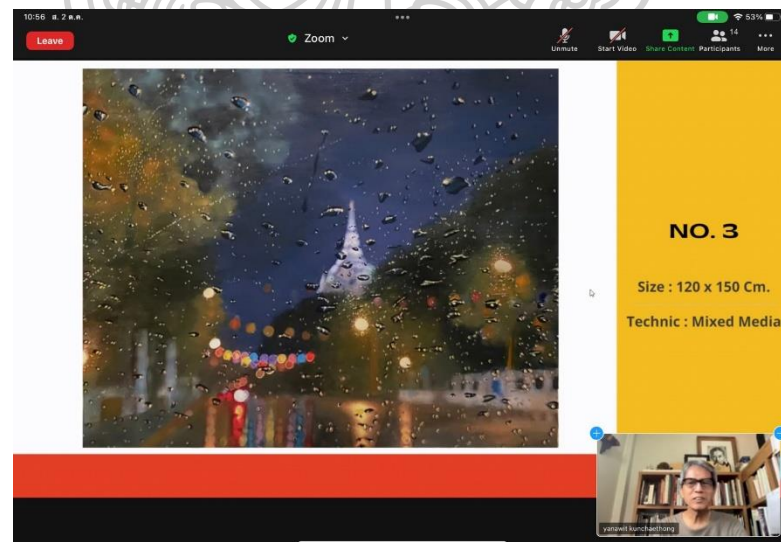 10:56 ส. 2 ต.ค.
53%
Leave
Zoom
Unmute
Start Video
Share Content
Participants
14
More
NO. 3
Size : 120 x 150 Cm.
Technic : Mixed Media
yanawit kunchaethong